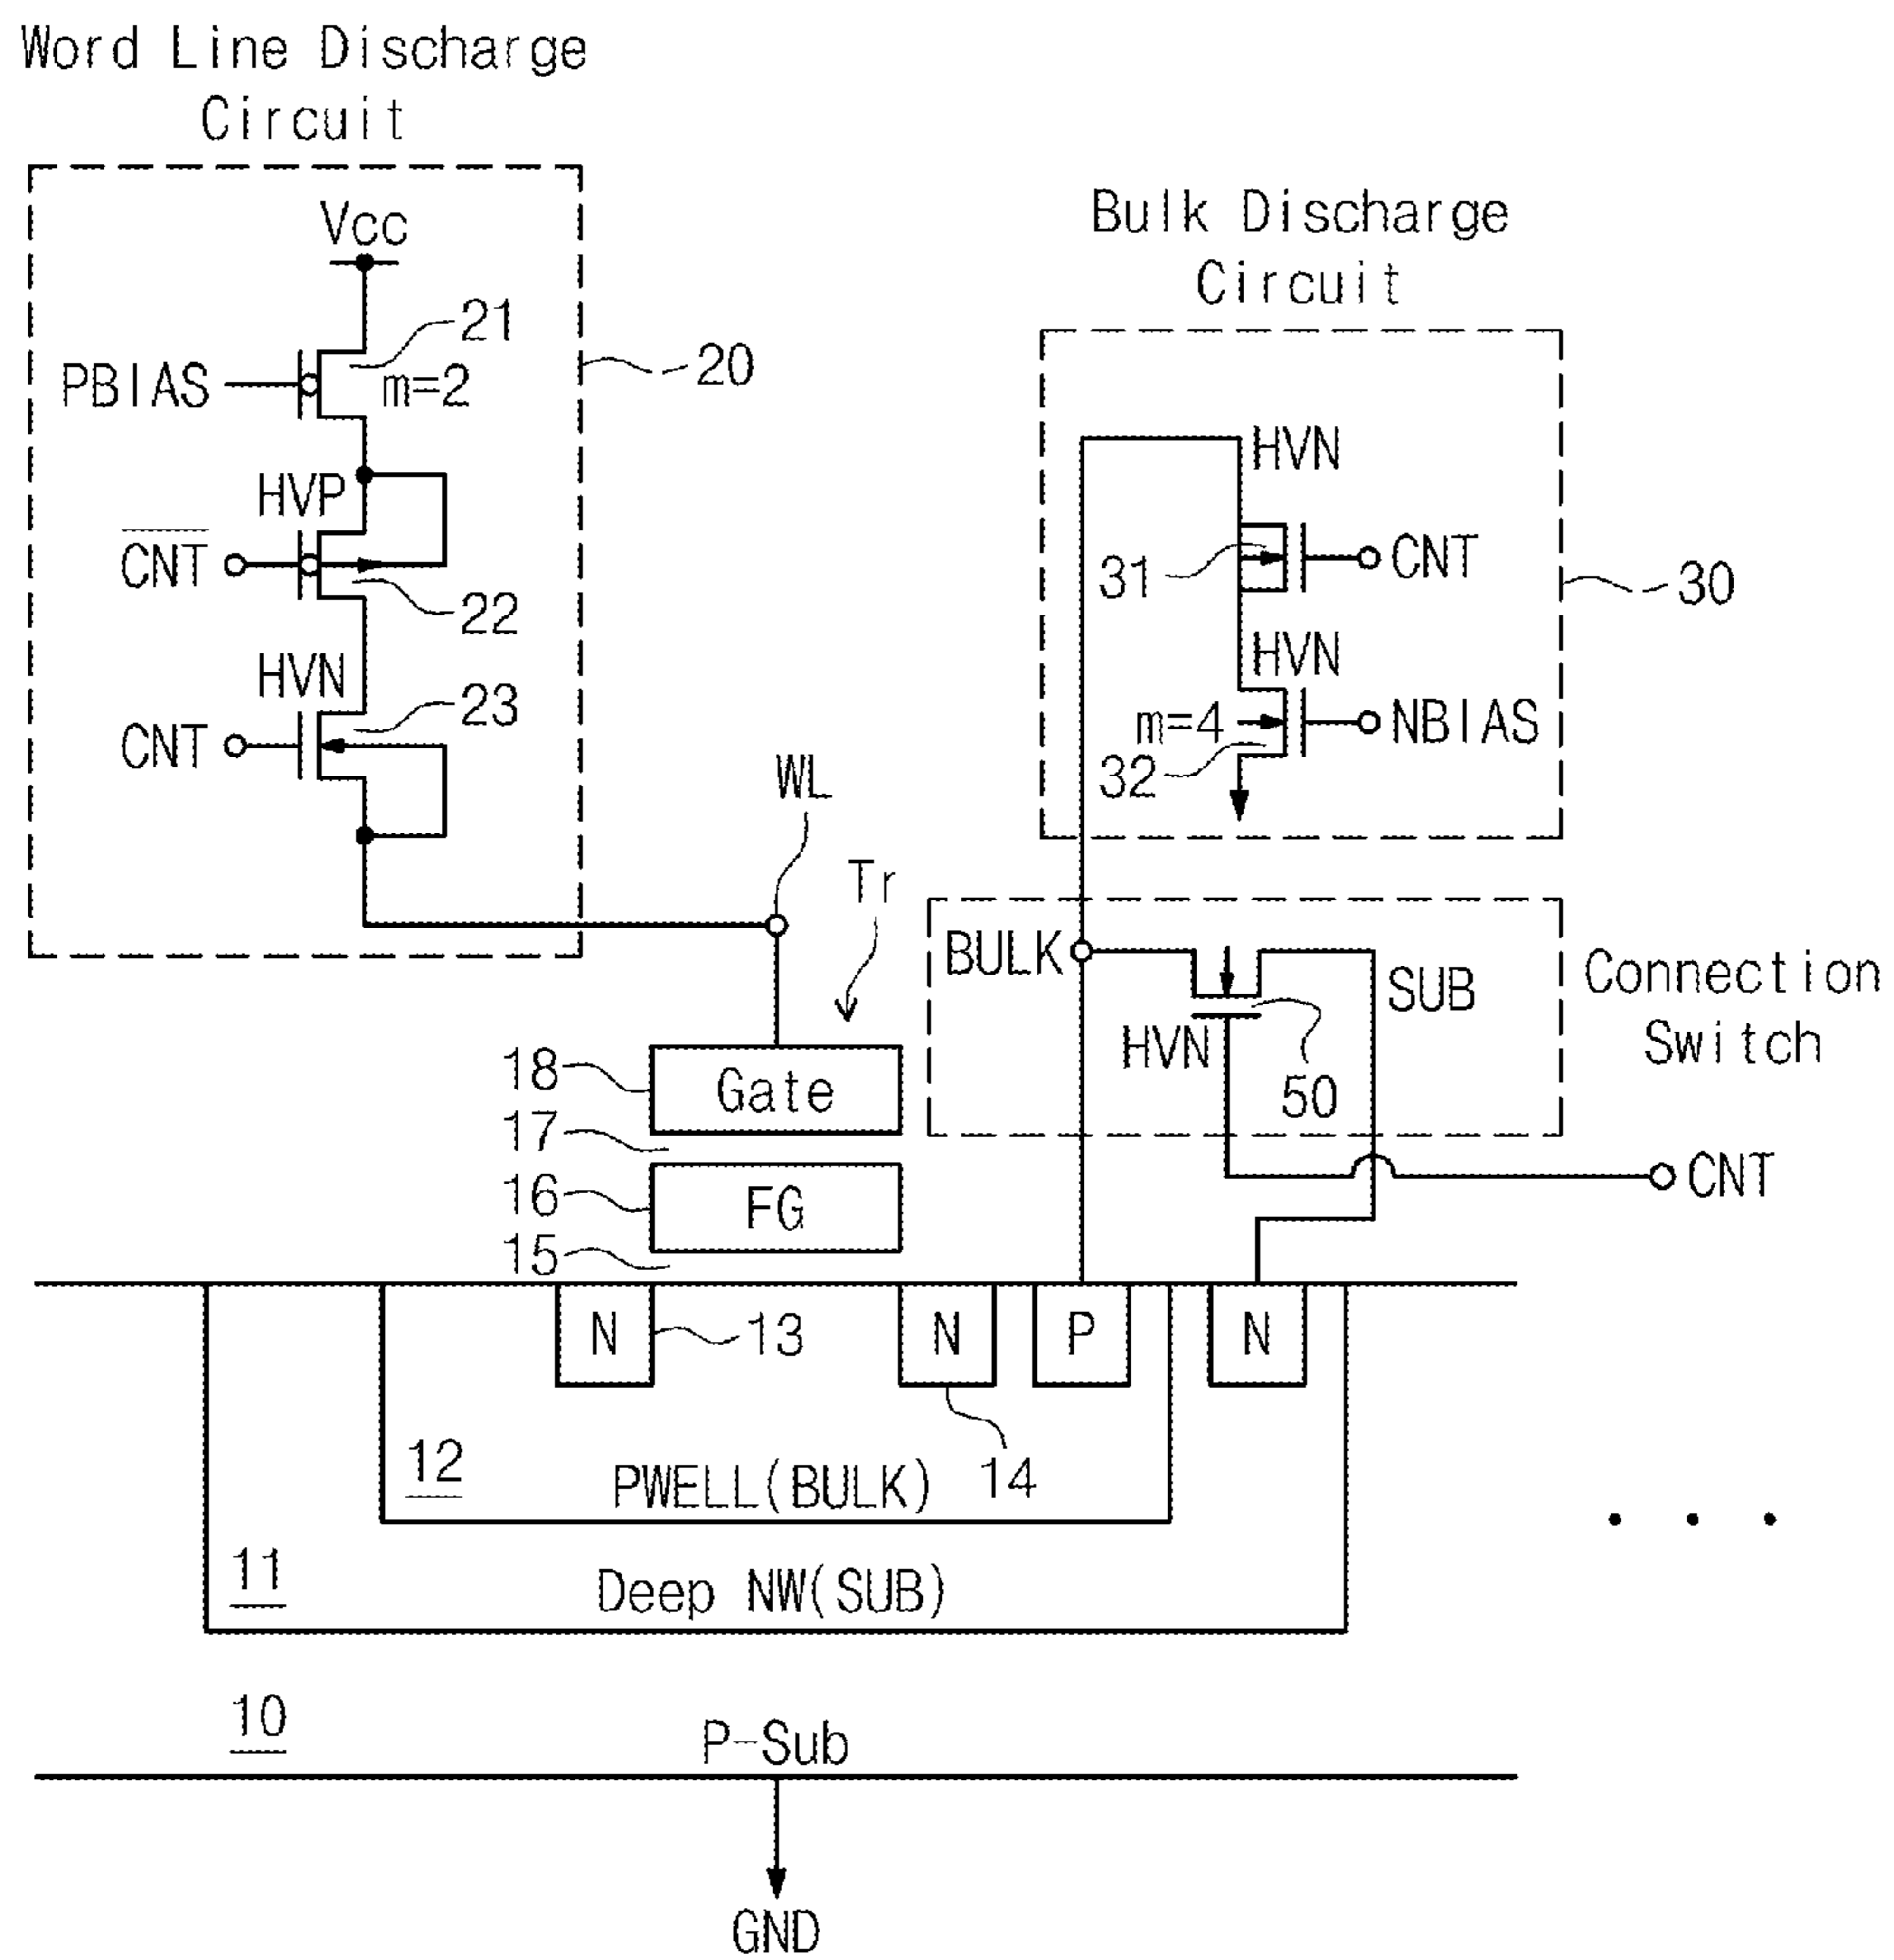 Word Line Discharge
Circuit
Vcc
21
PBIAS
m=2
20
HVP
CNT
22
HVN
23
CNT
Bulk Discharge
Circuit
HVN
31
CNT
30
HVN
m=4
NBIAS
32
WL
Tr
BULK
SUB
HVN
50
Connection
Switch
CNT
18
Gate
17
16
FG
15
N
13
N
P
N
12
PWELL(BULK)
14
11
Deep NW(SUB)
. . .
10
P-Sub
GND